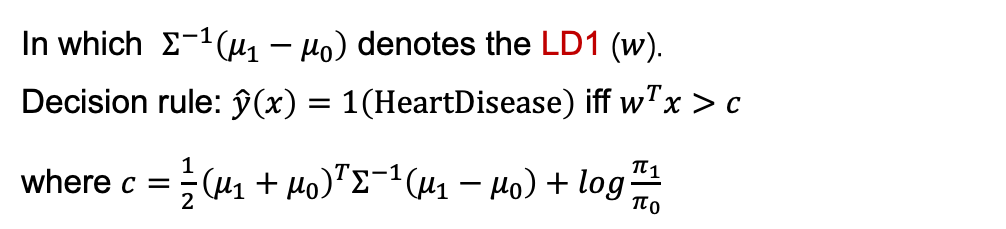 In which Σ⁻¹(μ₁ − μ₀) denotes the LD1 (w).
Decision rule: ŷ(x) = 1(HeartDisease) iff wᵀx > c
where c = ½(μ₁ + μ₀)ᵀΣ⁻¹(μ₁ − μ₀) + log π₁/π₀